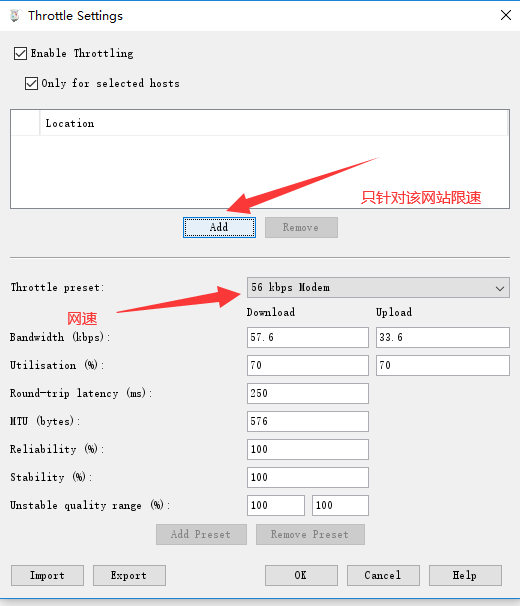 Throttle Settings
Enable Throttling
Only for selected hosts
Location
只针对该网站限速
Add Remove
Throttle preset: 56 kbps Modem
网速
Download Upload
Bandwidth (kbps): 57.6 33.6
Utilisation (%): 70 70
Round-trip latency (ms): 250
MTU (bytes): 576
Reliability (%): 100
Stability (%): 100
Unstable quality range (%): 100 100
Add Preset Remove Preset
Import Export OK Cancel Help